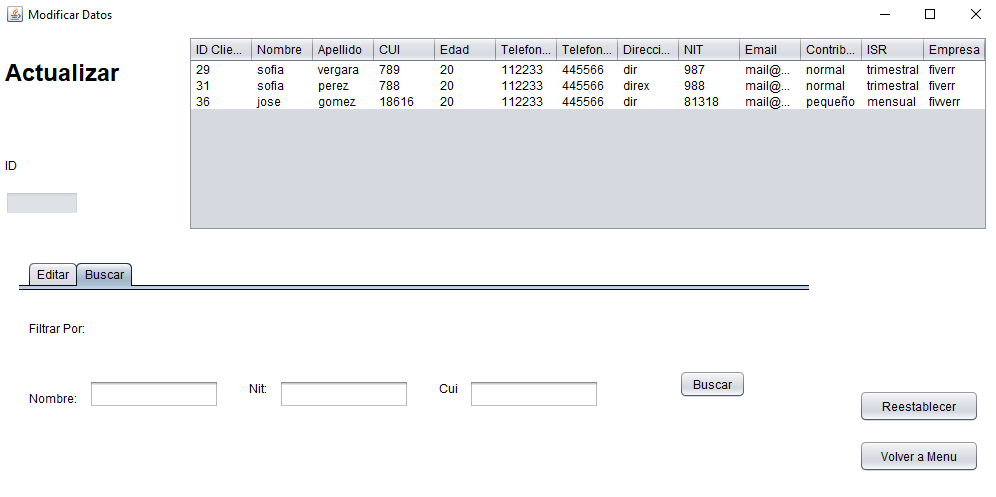 Modificar Datos
Actualizar
ID Clie... Nombre Apellido CUI Edad Telefon... Telefon... Direcci... NIT Email Contrib... ISR Empresa
29 sofia vergara 789 20 112233 445566 dir 987 mail@... normal trimestral fiverr
31 sofia perez 788 20 112233 445566 direx 988 mail@... normal trimestral fiverr
36 jose gomez 18616 20 112233 445566 dir 81318 mail@... pequeño mensual fiwerr
ID
Editar Buscar
Filtrar Por:
Nombre: Nit: Cui Buscar
Reestablecer
Volver a Menu